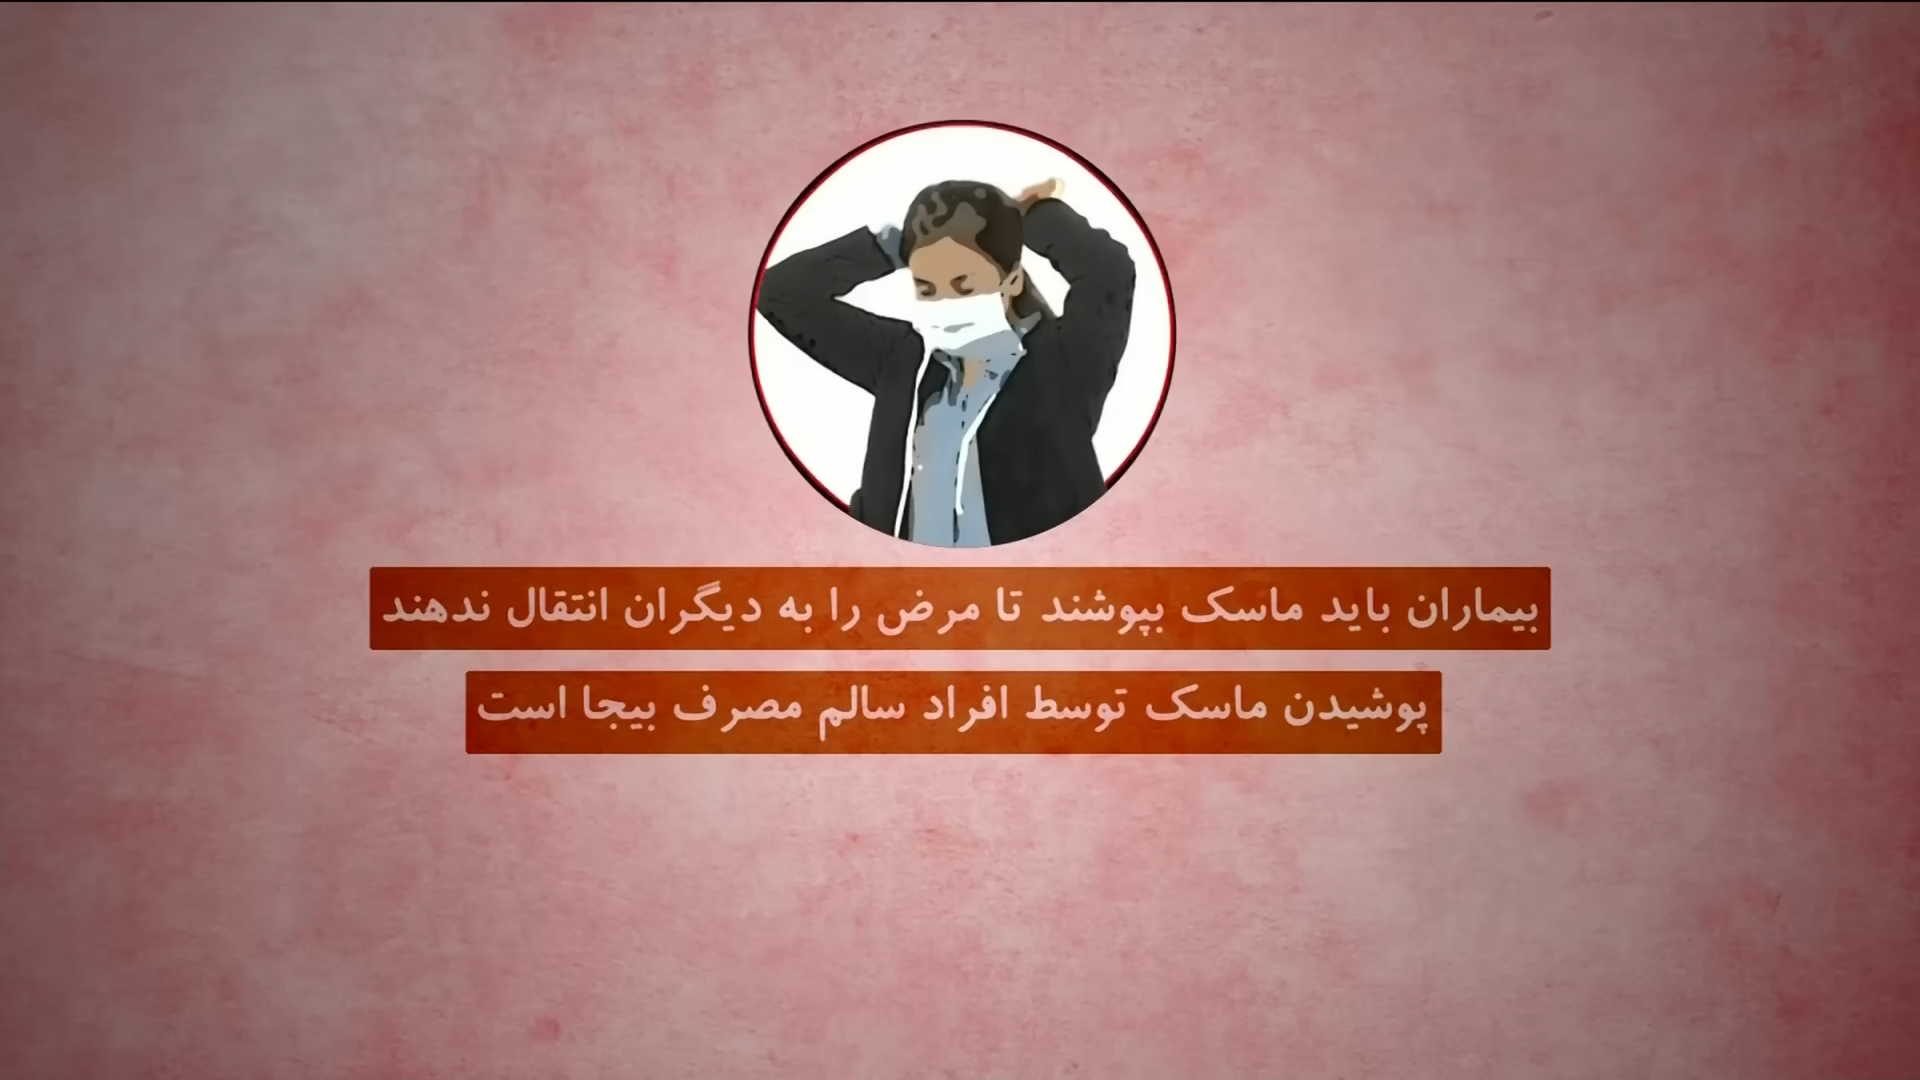 بیماران باید ماسک بپوشند تا مرض را به دیگران انتقال ندهند
پوشیدن ماسک توسط افراد سالم مصرف بیجا است